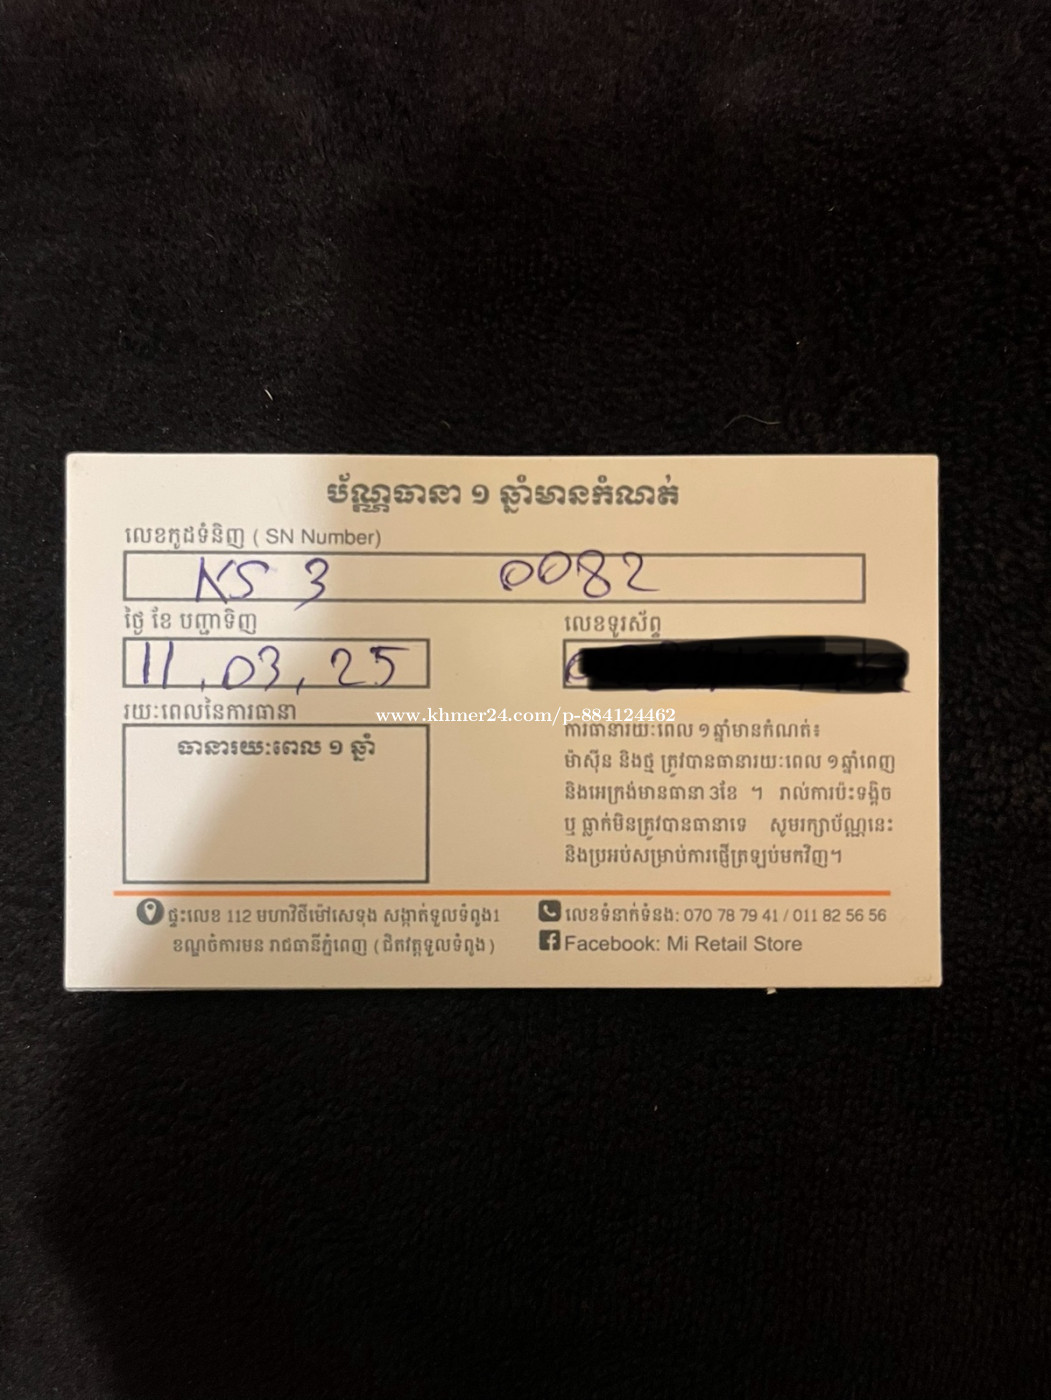 ប័ណ្ណធានា ១ ឆ្នាំមានកំណត់
លេខកូដទំនិញ ( SN Number)
KS 3 0082
ថ្ងៃ ខែ បញ្ជាទិញ
11 . 03 , 25
លេខទូរស័ព្ទ
រយៈពេលនៃការធានា
ធានារយៈពេល ១ ឆ្នាំ
www.khmer24.com/p-884124462
ការធានារយៈពេល ១ឆ្នាំមានកំណត់៖
ម៉ាស៊ីន និងថ្ម ត្រូវបានធានារយៈពេល ១ឆ្នាំពេញ
និងអេក្រង់មានធានា 3ខែ ។ រាល់ការប៉ះទង្គិច
ឬ ធ្លាក់មិនត្រូវបានធានាទេ សូមរក្សាប័ណ្ណនេះ
និងប្រអប់សម្រាប់ការផ្ញើត្រឡប់មកវិញ។
ផ្ទះលេខ 112 មហាវិថីម៉ៅសេទុង សង្កាត់ទួលទំពូង1
ខណ្ឌចំការមន រាជធានីភ្នំពេញ (ជិតវត្តទួលទំពូង)
លេខទំនាក់ទំនង: 070 78 79 41 / 011 82 56 56
Facebook: Mi Retail Store